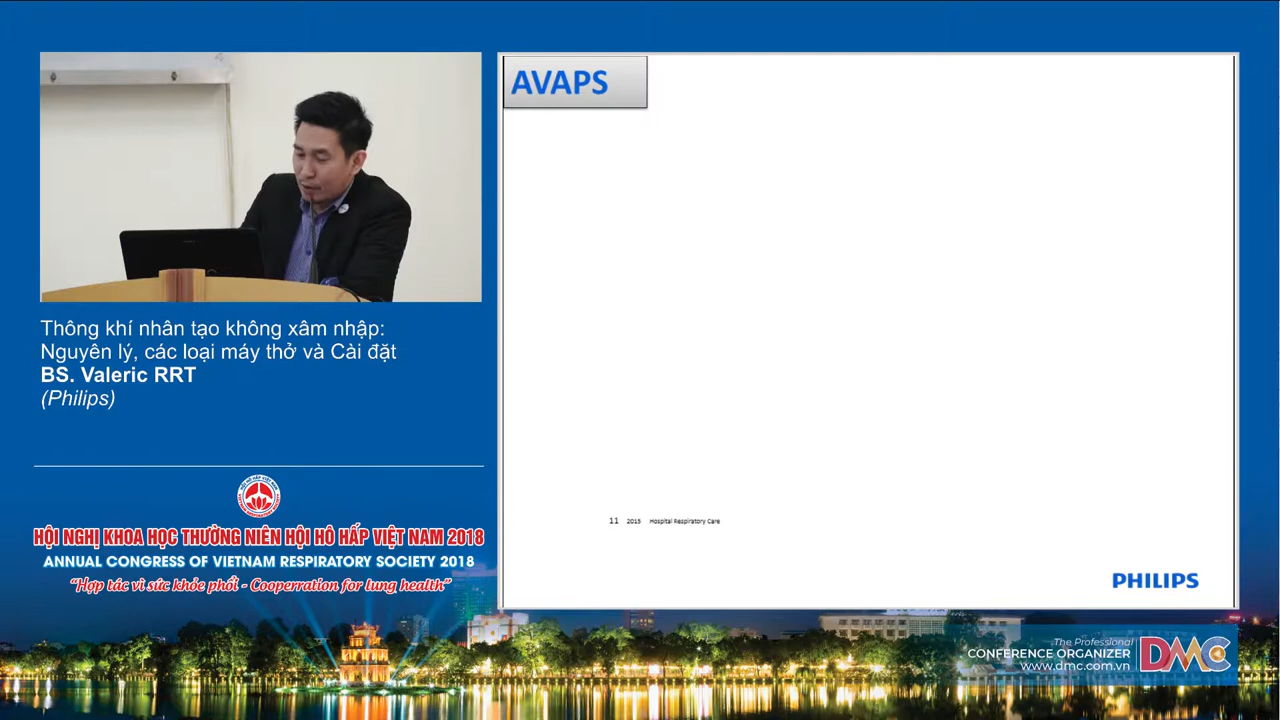 AVAPS
Thông khí nhân tạo không xâm nhập:
Nguyên lý, các loại máy thở và Cài đặt
BS. Valeric RRT
(Philips)
HỘI NGHỊ KHOA HỌC THƯỜNG NIÊN HỘI HÔ HẤP VIỆT NAM 2018
ANNUAL CONGRESS OF VIETNAM RESPIRATORY SOCIETY 2018
“Hợp tác vì sức khỏe phổi - Cooperration for lung health”
11 2015 Hospital Respiratory Care
PHILIPS
The Professional
CONFERENCE ORGANIZER
www.dmc.com.vn
DMC